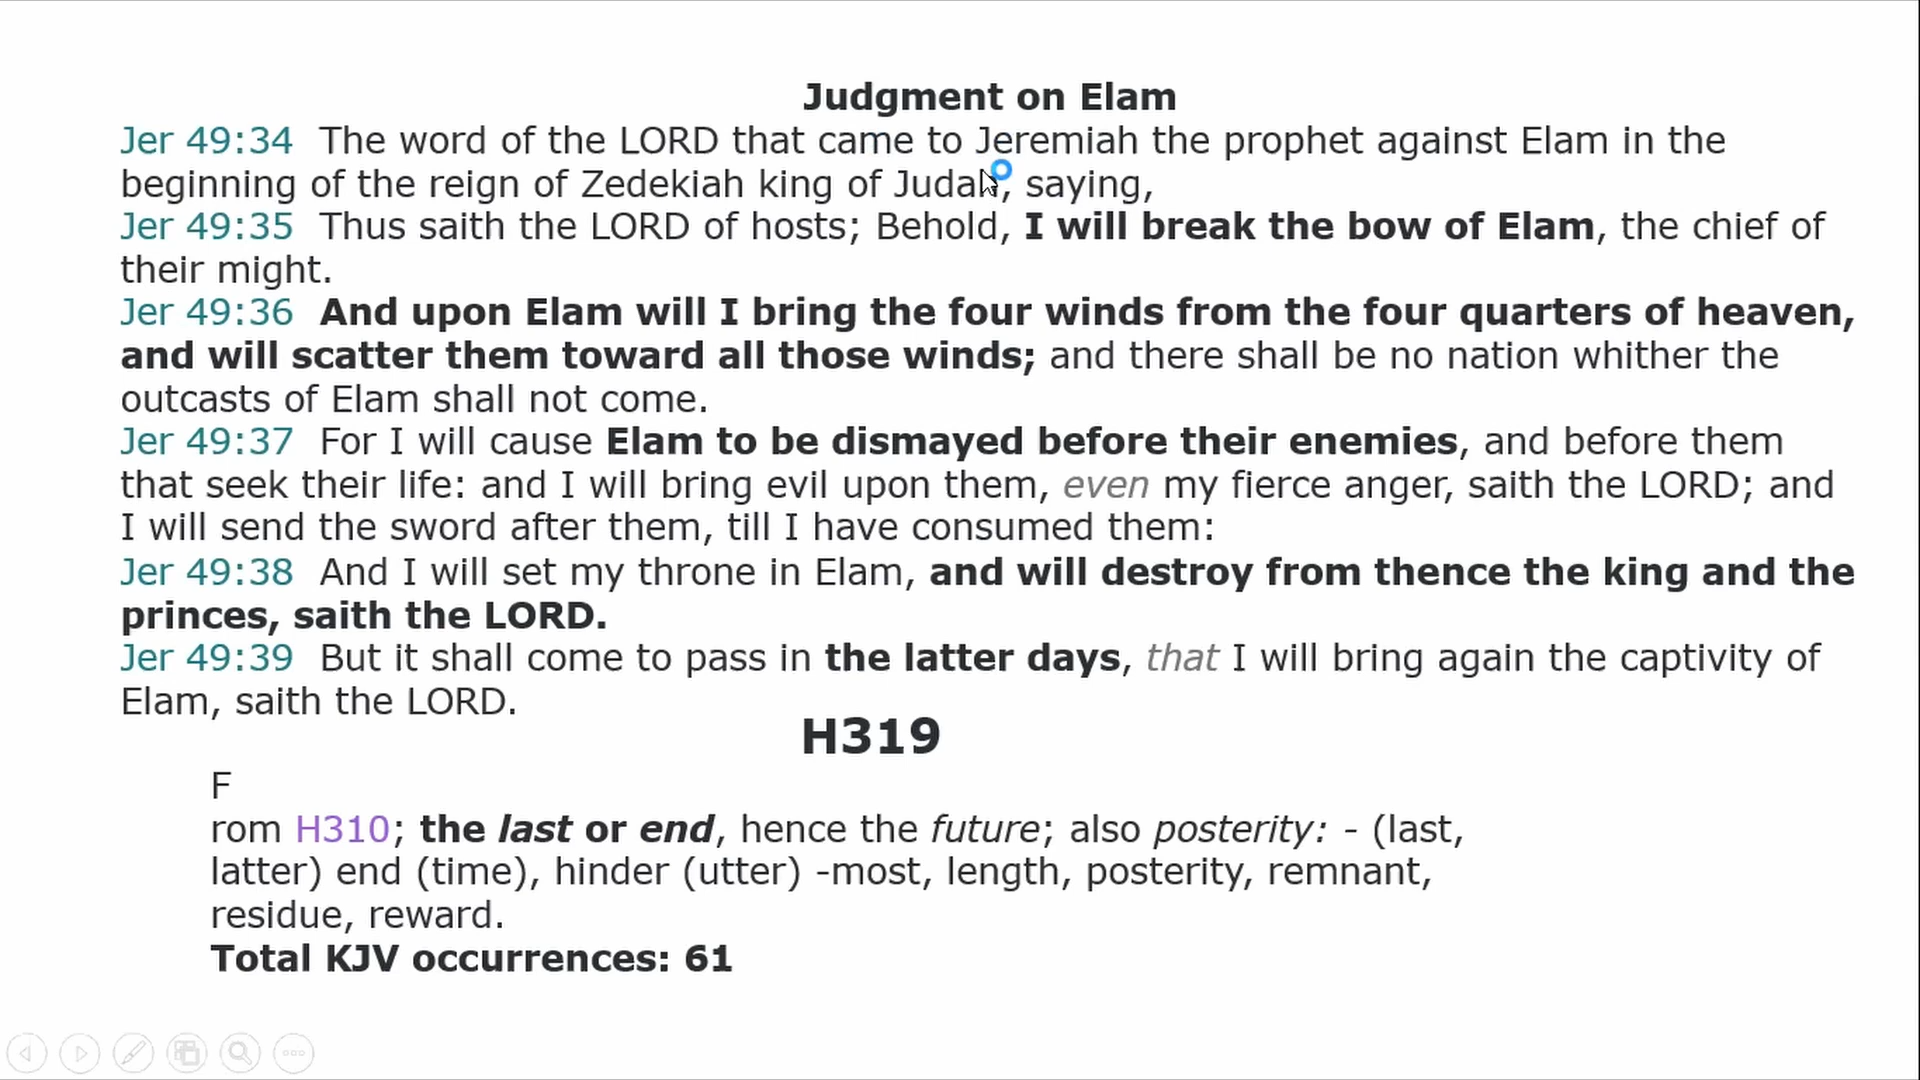 Judgment on Elam
Jer 49:34 The word of the LORD that came to Jeremiah the prophet against Elam in the
beginning of the reign of Zedekiah king of Judah, saying,
Jer 49:35 Thus saith the LORD of hosts; Behold, I will break the bow of Elam, the chief of
their might.
Jer 49:36 And upon Elam will I bring the four winds from the four quarters of heaven,
and will scatter them toward all those winds; and there shall be no nation whither the
outcasts of Elam shall not come.
Jer 49:37 For I will cause Elam to be dismayed before their enemies, and before them
that seek their life: and I will bring evil upon them, even my fierce anger, saith the LORD; and
I will send the sword after them, till I have consumed them:
Jer 49:38 And I will set my throne in Elam, and will destroy from thence the king and the
princes, saith the LORD.
Jer 49:39 But it shall come to pass in the latter days, that I will bring again the captivity of
Elam, saith the LORD.
H319
F
rom H310; the last or end, hence the future; also posterity: - (last,
latter) end (time), hinder (utter) -most, length, posterity, remnant,
residue, reward.
Total KJV occurrences: 61